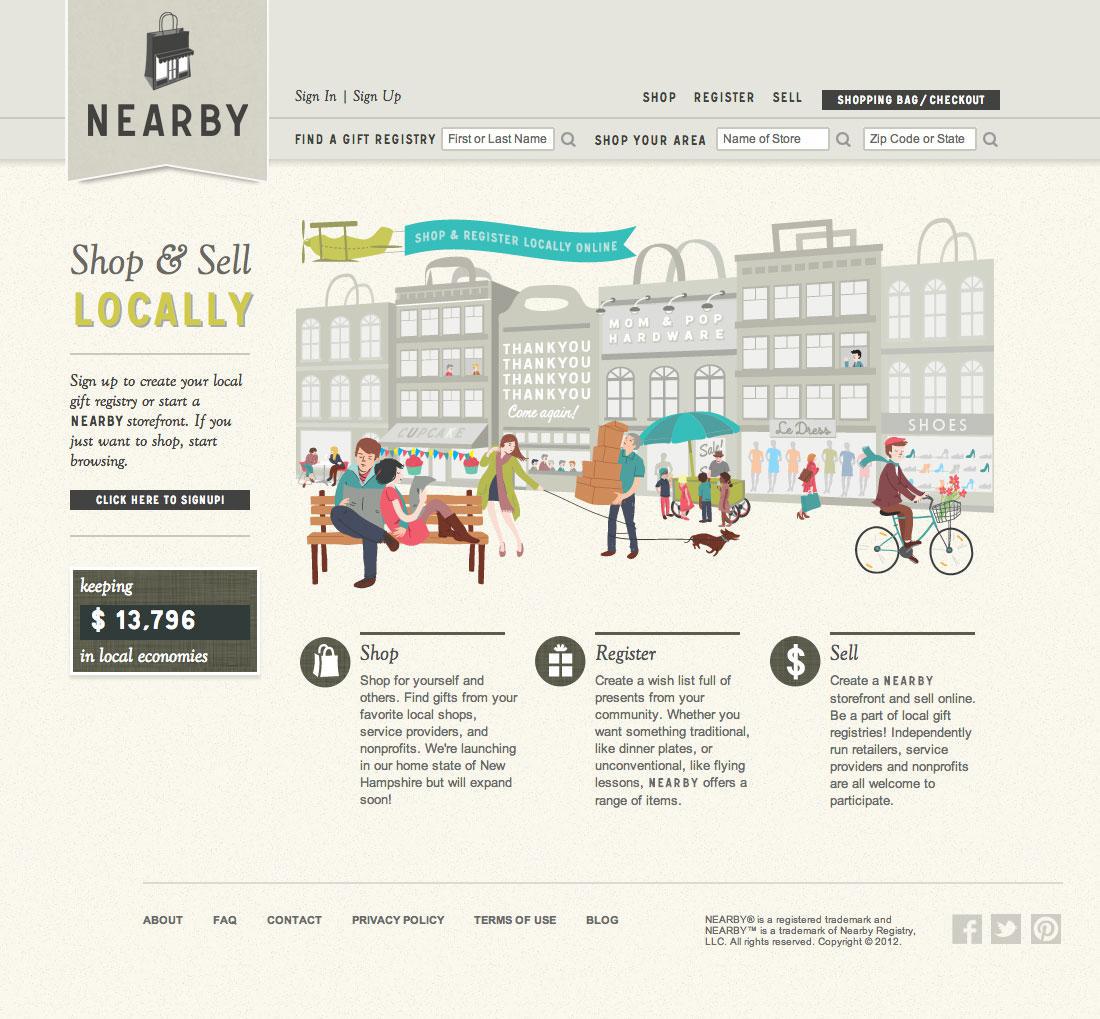 NEARBY
Sign In | Sign Up
SHOP REGISTER SELL SHOPPING BAG/CHECKOUT
FIND A GIFT REGISTRY First or Last Name SHOP YOUR AREA Name of Store Zip Code or State
Shop & Sell
LOCALLY
Sign up to create your local
gift registry or start a
NEARBY storefront. If you
just want to shop, start
browsing.
CLICK HERE TO SIGNUP!
keeping
$ 13,796
in local economies
SHOP & REGISTER LOCALLY ONLINE
MOM & POP
HARDWARE
THANKYOU
THANKYOU
THANKYOU
THANKYOU
Come again!
CUPCAKE
Le Dress
SHOES
Sale!
Shop
Shop for yourself and
others. Find gifts from your
favorite local shops,
service providers, and
nonprofits. We're launching
in our home state of New
Hampshire but will expand
soon!
Register
Create a wish list full of
presents from your
community. Whether you
want something traditional,
like dinner plates, or
unconventional, like flying
lessons, NEARBY offers a
range of items.
$
Sell
Create a NEARBY
storefront and sell online.
Be a part of local gift
registries! Independently
run retailers, service
providers and nonprofits
are all welcome to
participate.
ABOUT FAQ CONTACT PRIVACY POLICY TERMS OF USE BLOG
NEARBY® is a registered trademark and
NEARBY™ is a trademark of Nearby Registry,
LLC. All rights reserved. Copyright © 2012.